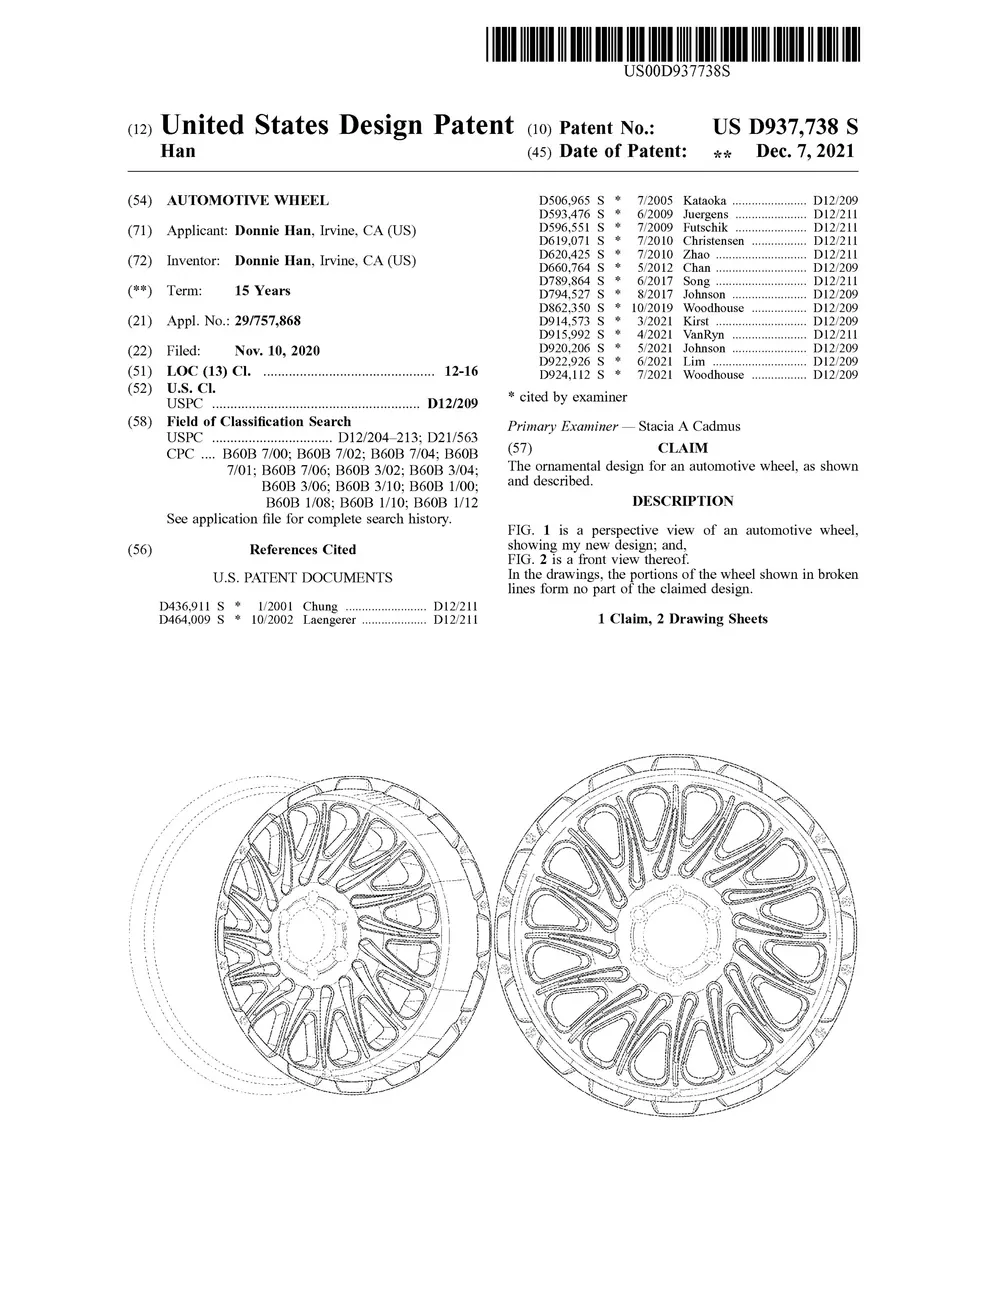 US00D937738S
(12) United States Design Patent
Han
(10) Patent No.: US D937,738 S
(45) Date of Patent: ** Dec. 7, 2021
(54) AUTOMOTIVE WHEEL
(71) Applicant: Donnie Han, Irvine, CA (US)
(72) Inventor: Donnie Han, Irvine, CA (US)
(**) Term: 15 Years
(21) Appl. No.: 29/757,868
(22) Filed: Nov. 10, 2020
(51) LOC (13) Cl. ............................................... 12-16
(52) U.S. Cl.
USPC ...................................................... D12/209
(58) Field of Classification Search
USPC ................................ D12/204–213; D21/563
CPC .... B60B 7/00; B60B 7/02; B60B 7/04; B60B
7/01; B60B 7/06; B60B 3/02; B60B 3/04;
B60B 3/06; B60B 3/10; B60B 1/00;
B60B 1/08; B60B 1/10; B60B 1/12
See application file for complete search history.
(56) References Cited
U.S. PATENT DOCUMENTS
D436,911 S * 1/2001 Chung ......................... D12/211
D464,009 S * 10/2002 Laengerer .................... D12/211
D506,965 S * 7/2005 Kataoka ....................... D12/209
D593,476 S * 6/2009 Juergens ...................... D12/211
D596,551 S * 7/2009 Futschik ...................... D12/211
D619,071 S * 7/2010 Christensen ................. D12/211
D620,425 S * 7/2010 Zhao ............................ D12/211
D660,764 S * 5/2012 Chan ............................ D12/209
D789,864 S * 6/2017 Song ............................ D12/211
D794,527 S * 8/2017 Johnson ....................... D12/209
D862,350 S * 10/2019 Woodhouse ................. D12/209
D914,573 S * 3/2021 Kirst ............................ D12/209
D915,992 S * 4/2021 VanRyn ....................... D12/211
D920,206 S * 5/2021 Johnson ....................... D12/209
D922,926 S * 6/2021 Lim ............................. D12/209
D924,112 S * 7/2021 Woodhouse ................. D12/209
* cited by examiner
Primary Examiner — Stacia A Cadmus
(57) CLAIM
The ornamental design for an automotive wheel, as shown
and described.
DESCRIPTION
FIG. 1 is a perspective view of an automotive wheel,
showing my new design; and,
FIG. 2 is a front view thereof.
In the drawings, the portions of the wheel shown in broken
lines form no part of the claimed design.
1 Claim, 2 Drawing Sheets